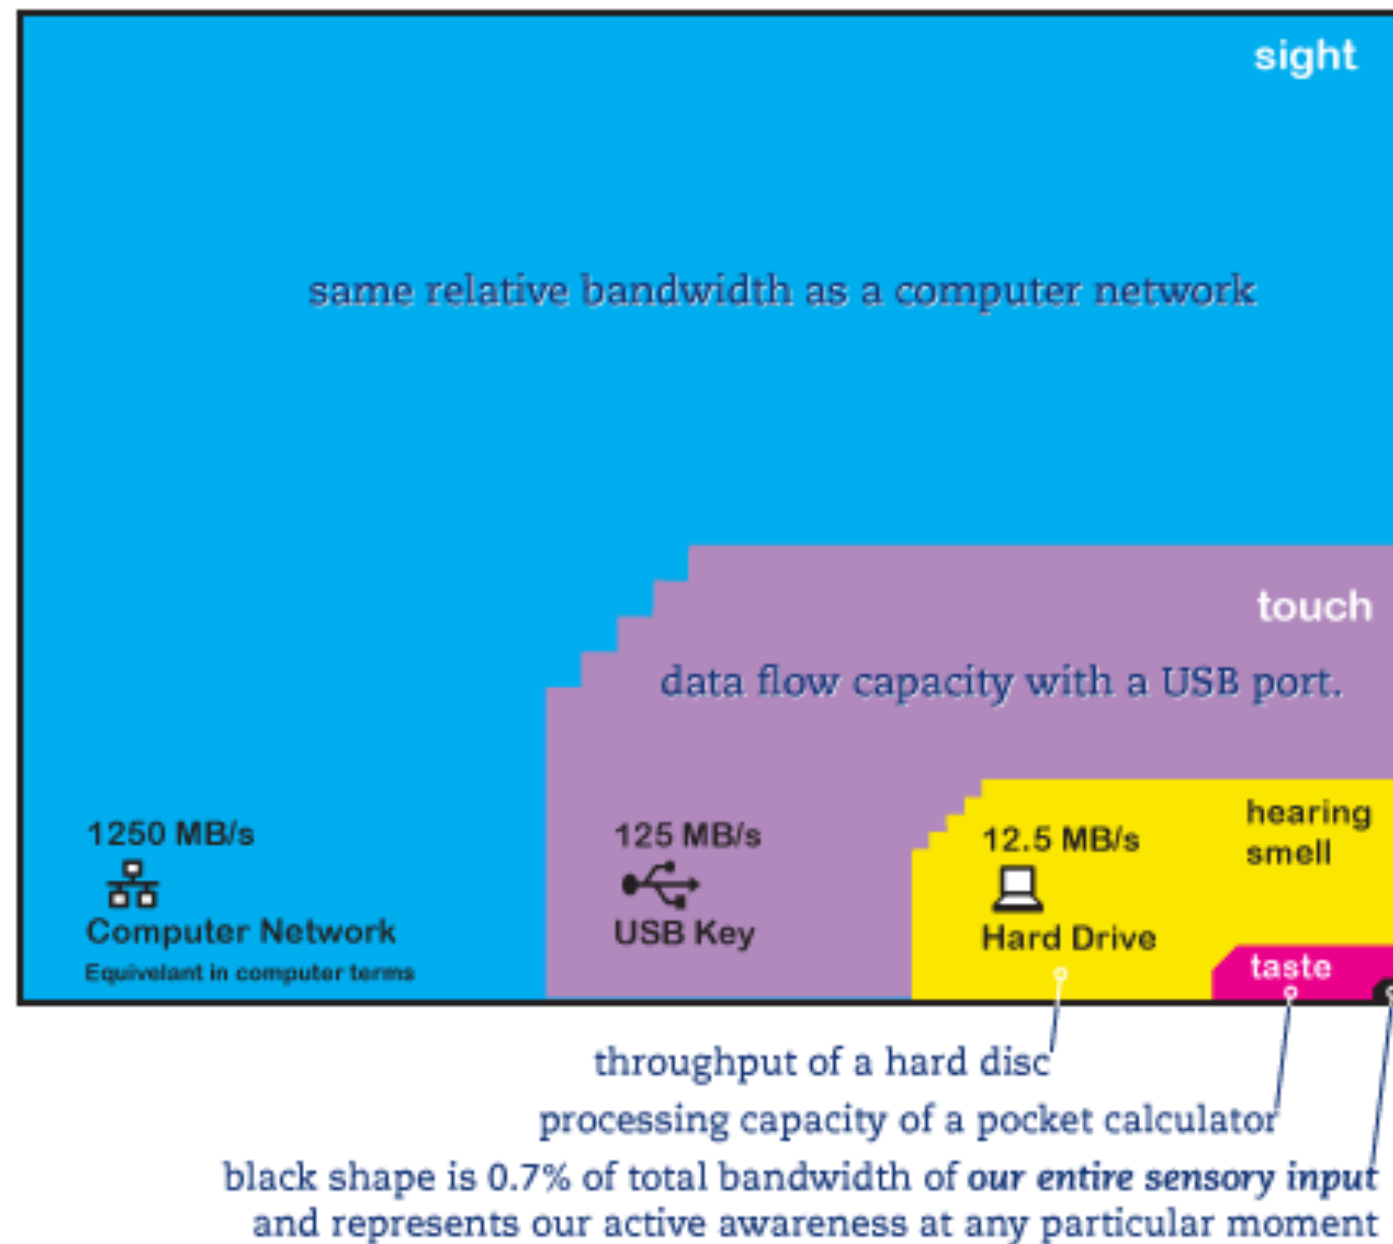 sight
same relative bandwidth as a computer network
touch
data flow capacity with a USB port.
1250 MB/s
Computer Network
Equivelant in computer terms
125 MB/s
USB Key
12.5 MB/s
Hard Drive
hearing
smell
taste
throughput of a hard disc
processing capacity of a pocket calculator
black shape is 0.7% of total bandwidth of our entire sensory input
and represents our active awareness at any particular moment